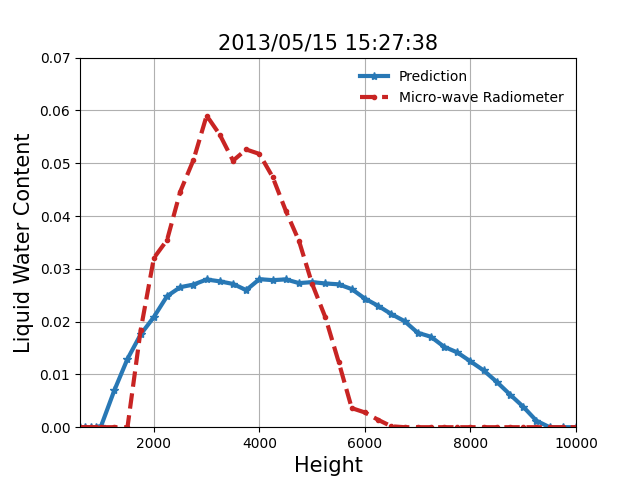 2013/05/15 15:27:38
Prediction
Micro-wave Radiometer
Liquid Water Content
0.07
0.06
0.05
0.04
0.03
0.02
0.01
0.00
2000 4000 6000 8000 10000
Height